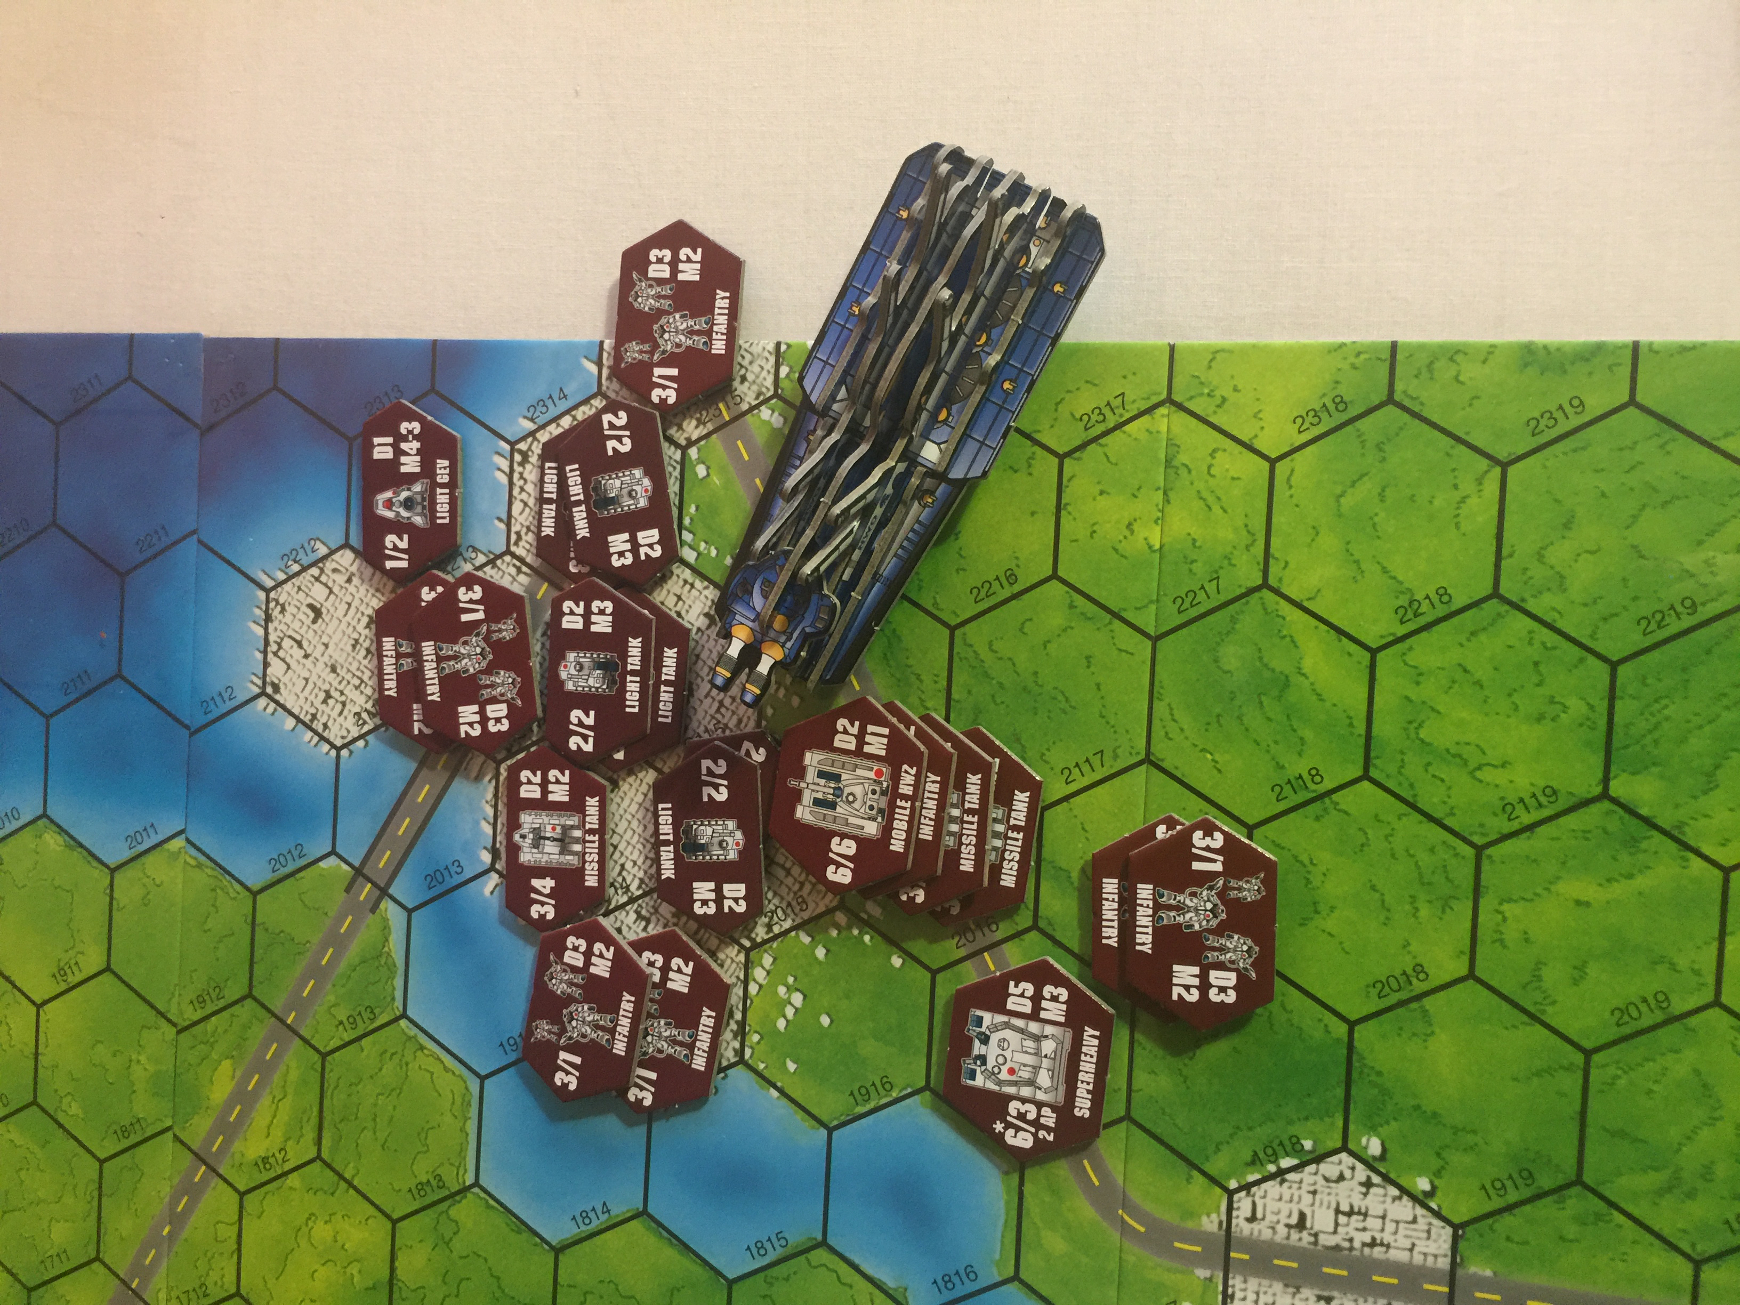 D3
M2
INFANTRY
3/1
2311
2312
2313
2314
2317
2318
2319
D1
M4-3
LIGHT GEV
1/2
2/2
LIGHT TANK
LIGHT TANK
D2
M3
2211
2212
2216
2217
2218
2219
INFANTRY
3/1
INFANTRY
D3
M2
D2
M3
LIGHT TANK
LIGHT TANK
2/2
2111
2112
2117
2118
2119
D2
M1
MOBILE HWZ
6/6
INFANTRY
MISSILE TANK
MISSILE TANK
D2
M2
MISSILE TANK
3/4
2/2
LIGHT TANK
D2
M3
2011
2012
2013
2015
2016
2018
2019
INFANTRY
3/1
INFANTRY
D3
M2
D3
M2
INFANTRY
3/1
M2
INFANTRY
3/1
D5
M3
SUPERHEAVY
*6/3
2 AP
1911
1912
1913
1916
1918
1919
1811
1812
1813
1814
1815
1816
1711
1712